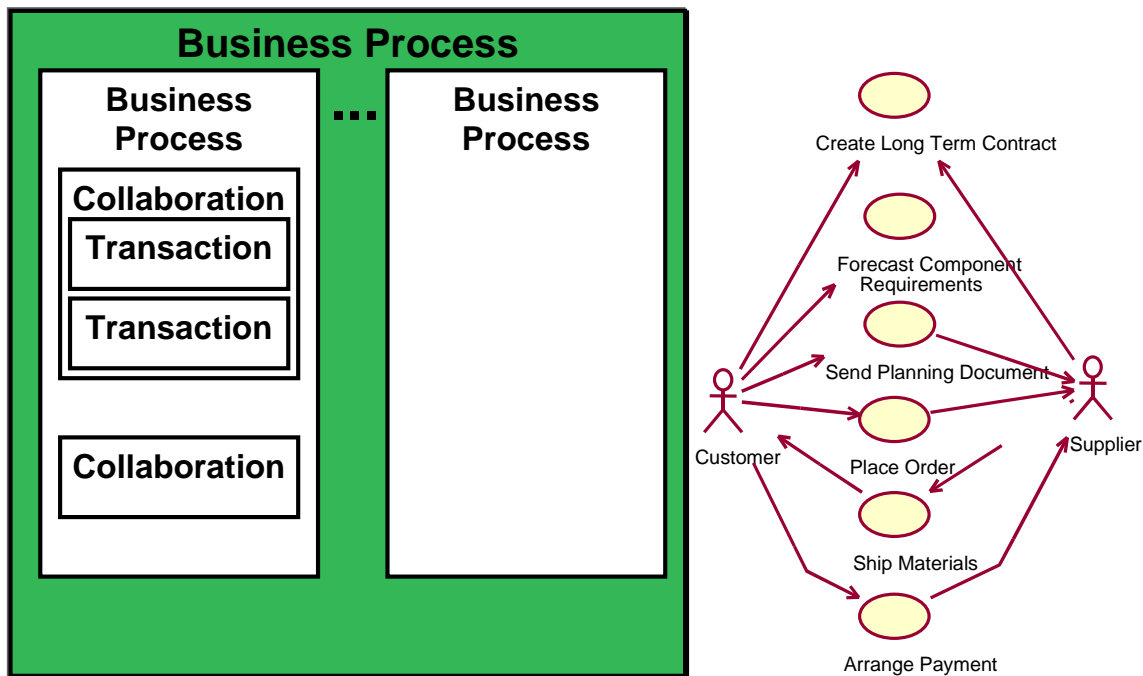 Business Process
Business
Process
...
Business
Process
Collaboration
Transaction
Transaction
Collaboration
Create Long Term Contract
Forecast Component
Requirements
Send Planning Document
Customer
Supplier
Place Order
Ship Materials
Arrange Payment